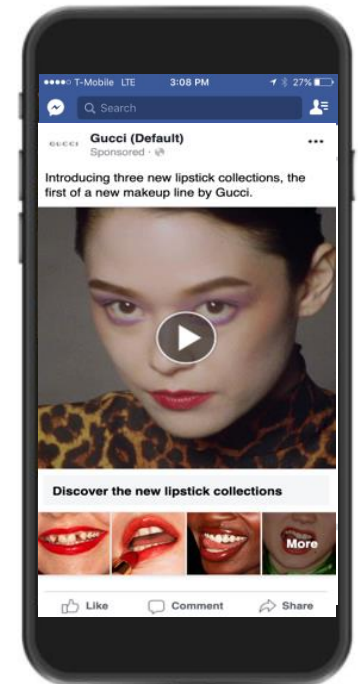 T-Mobile LTE 3:08 PM 27%
Search
GUCCI Gucci (Default)
Sponsored ·
Introducing three new lipstick collections, the
first of a new makeup line by Gucci.
Discover the new lipstick collections
More
Like Comment Share